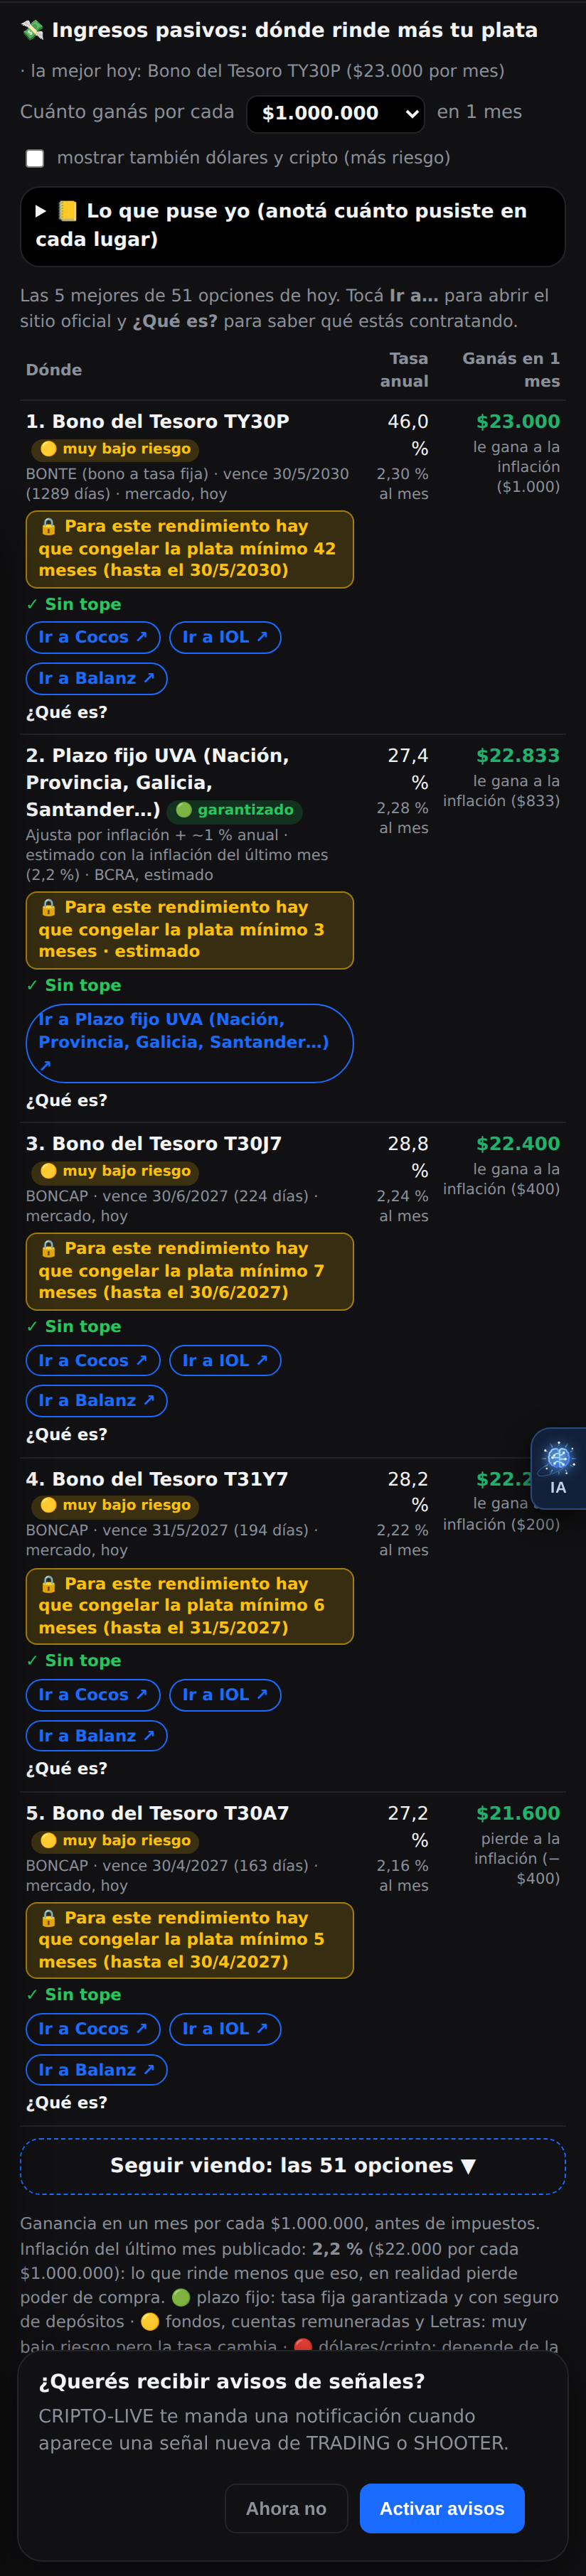 💸 Ingresos pasivos: dónde rinde más tu plata
· la mejor hoy: Bono del Tesoro TY30P ($23.000 por mes)
Cuánto ganás por cada $1.000.000 en 1 mes
mostrar también dólares y cripto (más riesgo)
▶ 📒 Lo que puse yo (anotá cuánto pusiste en
cada lugar)
Las 5 mejores de 51 opciones de hoy. Tocá Ir a… para abrir el
sitio oficial y ¿Qué es? para saber qué estás contratando.
Dónde Tasa anual Ganás en 1 mes
1. Bono del Tesoro TY30P
🟡 muy bajo riesgo
BONTE (bono a tasa fija) · vence 30/5/2030
(1289 días) · mercado, hoy
🔒 Para este rendimiento hay
que congelar la plata mínimo 42
meses (hasta el 30/5/2030)
✓ Sin tope
Ir a Cocos ↗ Ir a IOL ↗
Ir a Balanz ↗
¿Qué es?
46,0
%
2,30 %
al mes
$23.000
le gana a la
inflación
($1.000)
2. Plazo fijo UVA (Nación,
Provincia, Galicia,
Santander…) 🟢 garantizado
Ajusta por inflación + ~1 % anual ·
estimado con la inflación del último mes
(2,2 %) · BCRA, estimado
🔒 Para este rendimiento hay
que congelar la plata mínimo 3
meses · estimado
✓ Sin tope
Ir a Plazo fijo UVA (Nación,
Provincia, Galicia, Santander…)
↗
¿Qué es?
27,4
%
2,28 %
al mes
$22.833
le gana a la
inflación ($833)
3. Bono del Tesoro T30J7
🟡 muy bajo riesgo
BONCAP · vence 30/6/2027 (224 días) ·
mercado, hoy
🔒 Para este rendimiento hay
que congelar la plata mínimo 7
meses (hasta el 30/6/2027)
✓ Sin tope
Ir a Cocos ↗ Ir a IOL ↗
Ir a Balanz ↗
¿Qué es?
28,8
%
2,24 %
al mes
$22.400
le gana a la
inflación ($400)
4. Bono del Tesoro T31Y7
🟡 muy bajo riesgo
BONCAP · vence 31/5/2027 (194 días) ·
mercado, hoy
🔒 Para este rendimiento hay
que congelar la plata mínimo 6
meses (hasta el 31/5/2027)
✓ Sin tope
Ir a Cocos ↗ Ir a IOL ↗
Ir a Balanz ↗
¿Qué es?
28,2
%
2,22 %
al mes
le gana
inflación ($200)
IA
5. Bono del Tesoro T30A7
🟡 muy bajo riesgo
BONCAP · vence 30/4/2027 (163 días) ·
mercado, hoy
🔒 Para este rendimiento hay
que congelar la plata mínimo 5
meses (hasta el 30/4/2027)
✓ Sin tope
Ir a Cocos ↗ Ir a IOL ↗
Ir a Balanz ↗
¿Qué es?
27,2
%
2,16 %
al mes
$21.600
pierde a la
inflación (−
$400)
Seguir viendo: las 51 opciones ▼
Ganancia en un mes por cada $1.000.000, antes de impuestos.
Inflación del último mes publicado: 2,2 % ($22.000 por cada
$1.000.000): lo que rinde menos que eso, en realidad pierde
poder de compra. 🟢 plazo fijo: tasa fija garantizada y con seguro
de depósitos · 🟡 fondos, cuentas remuneradas y Letras: muy
bajo riesgo pero la tasa cambia · 🔴 dólares/cripto: depende de la
¿Querés recibir avisos de señales?
CRIPTO-LIVE te manda una notificación cuando
aparece una señal nueva de TRADING o SHOOTER.
Ahora no Activar avisos